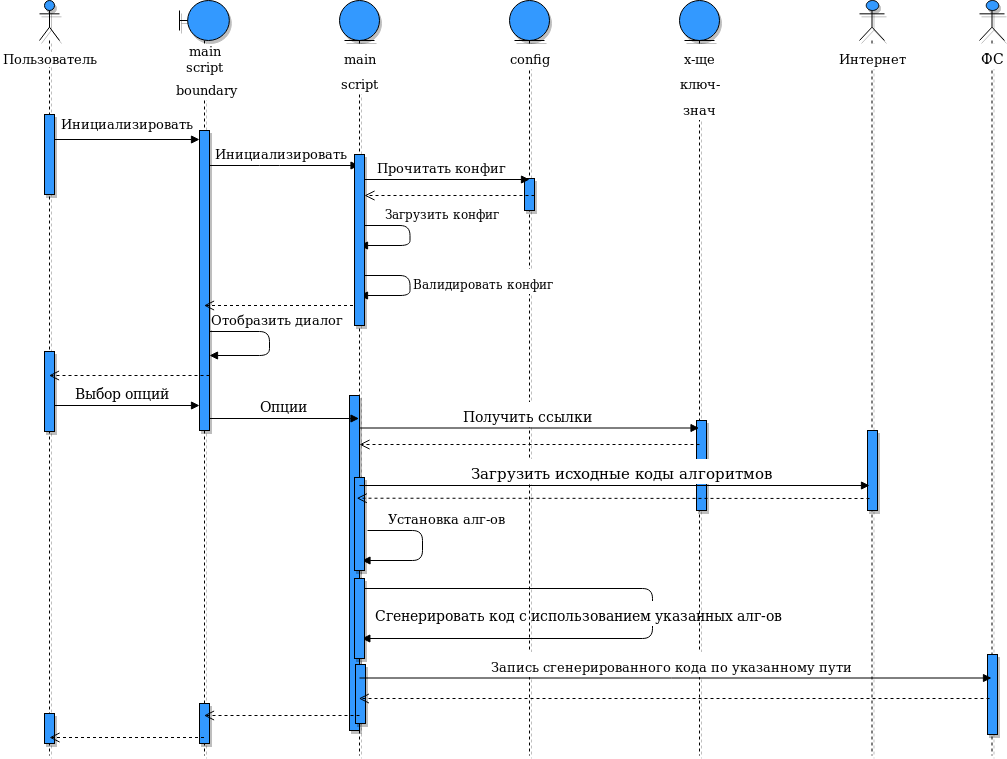 Пользователь
main
script
boundary
main
script
config
х-ще
ключ-
знач
Интернет
ФС
Инициализировать
Инициализировать
Прочитать конфиг
Загрузить конфиг
Валидировать конфиг
Отобразить диалог
Выбор опций
Опции
Получить ссылки
Загрузить исходные коды алгоритмов
Установка алг-ов
Сгенерировать код с использованием указанных алг-ов
Запись сгенерированного кода по указанному пути